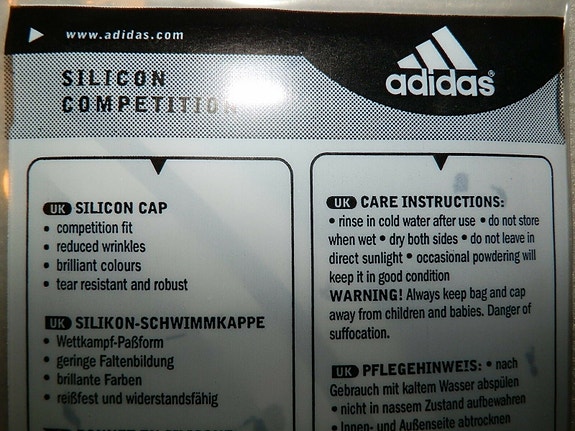 www.adidas.com
adidas®
SILICON
COMPETITION
UK SILICON CAP
• competition fit
• reduced wrinkles
• brilliant colours
• tear resistant and robust
UK SILIKON-SCHWIMMKAPPE
• Wettkampf-Paßform
• geringe Faltenbildung
• brillante Farben
• reißfest und widerstandsfähig
UK CARE INSTRUCTIONS:
• rinse in cold water after use • do not store
when wet • dry both sides • do not leave in
direct sunlight • occasional powdering will
keep it in good condition
WARNING! Always keep bag and cap
away from children and babies. Danger of
suffocation.
UK PFLEGEHINWEIS: • nach
Gebrauch mit kaltem Wasser abspülen
• nicht in nassem Zustand aufbewahren
• Innen- und Außenseite abtrocknen